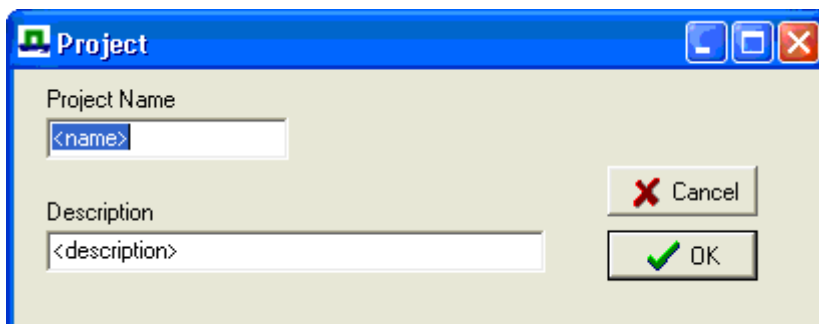 Project
Project Name
<name>
Cancel
Description
<description>
OK